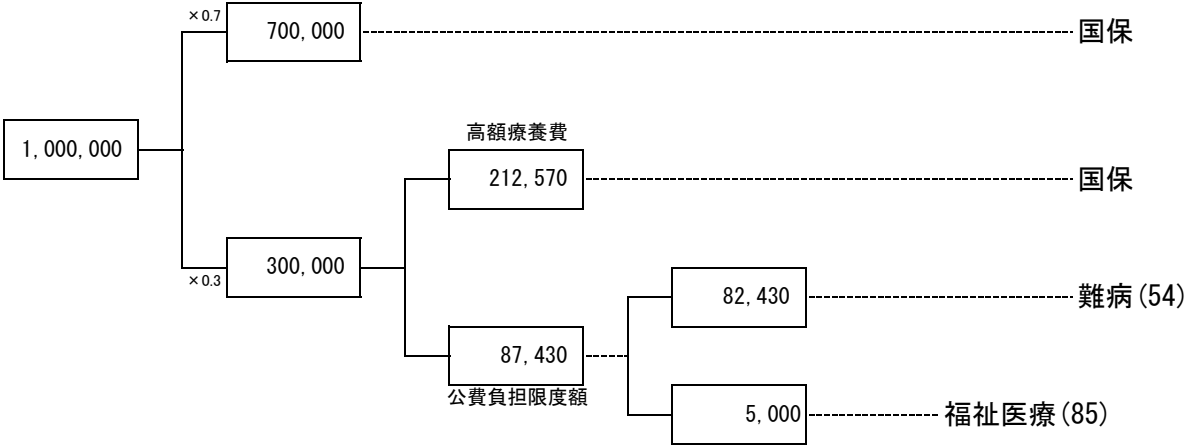 ×0.7
700,000
国保
1,000,000
高額療養費
212,570
国保
×0.3
300,000
82,430
難病(54)
87,430
公費負担限度額
5,000
福祉医療(85)